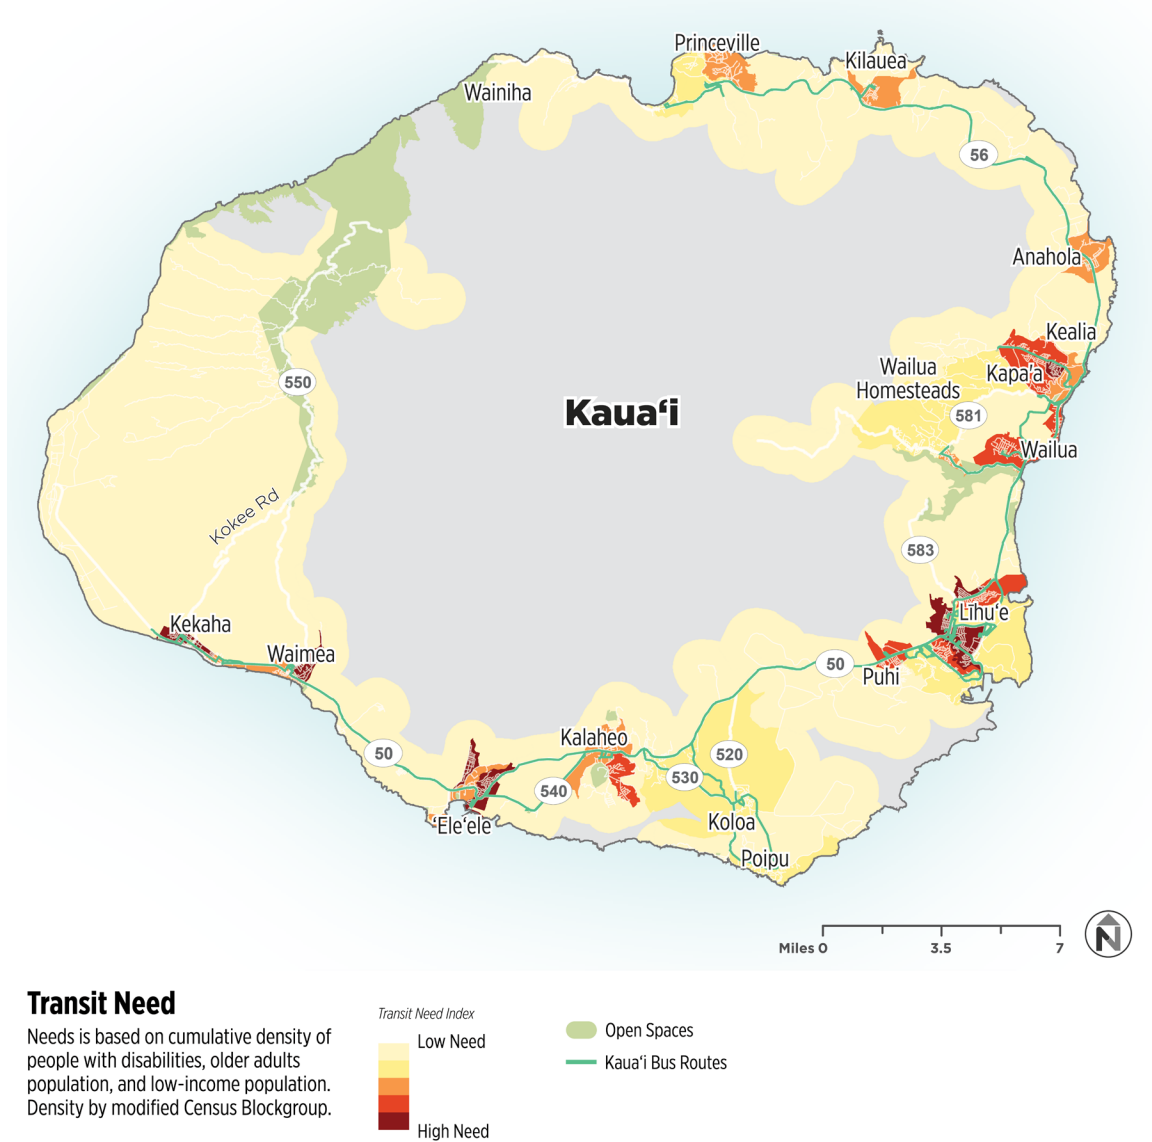 Princeville
Kilauea
Wainiha
56
Anahola
Kealia
Wailua
Homesteads
Kapa'a
550
Kauaʻi
581
Wailua
Kokee Rd
583
Līhuʻe
Kekaha
Waimea
50
Puhi
Kalaheo
50
520
530
540
ʻEleʻele
Koloa
Poipu
Miles 0 3.5 7
N
Transit Need
Needs is based on cumulative density of
people with disabilities, older adults
population, and low-income population.
Density by modified Census Blockgroup.
Transit Need Index
Low Need
High Need
Open Spaces
Kauaʻi Bus Routes